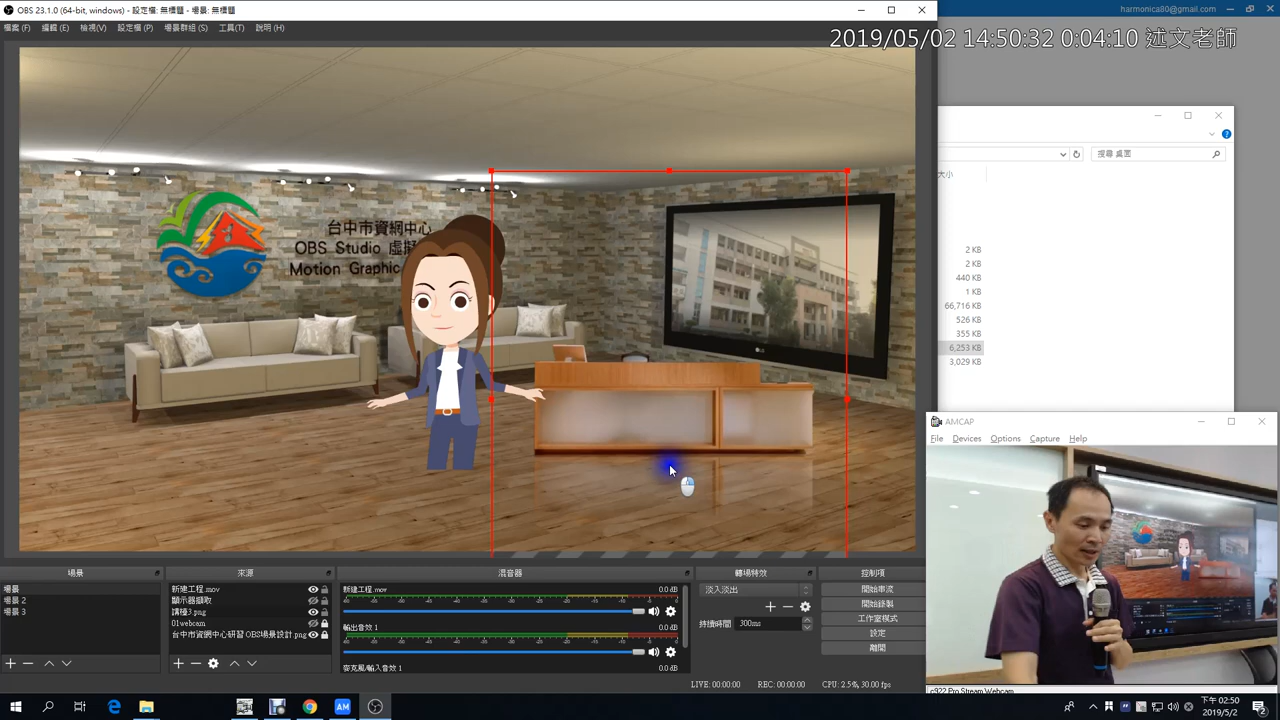 OBS 23.1.0 (64-bit, windows) - 設定檔: 無標題 - 場景: 無標題
harmonica80@gmail.com
檔案 (F) 編輯 (E) 檢視(V) 設定檔 (P) 場景群組 (S) 工具(T) 說明 (H)
2019/05/02 14:50:32 0:04:10 述文老師
搜尋 桌面
大小
台中市資網中心
OBS Studio 虛擬
Motion Graphic
2 KB
2 KB
440 KB
1 KB
66,716 KB
526 KB
355 KB
6,253 KB
3,029 KB
AMCAP
File Devices Options Capture Help
場景
來源
混音器
轉場特效
控制項
場景
場景 2
場景 3
新建工程.mov
顯示器擷取
講檯2.png
01webcam
台中市資網中心研習 OBS場景設計.png
新建工程.mov 0.0 dB
輸出音效 1 0.0 dB
麥克風/輸入音效 1 0.0 dB
淡入淡出
持續時間 300ms
開始串流
開始錄製
工作室模式
設定
離開
LIVE: 00:00:00 REC: 00:00:00 CPU: 2.5%, 30.00 fps
c922 Pro Stream Webcam
下午 02:50
2019/5/2